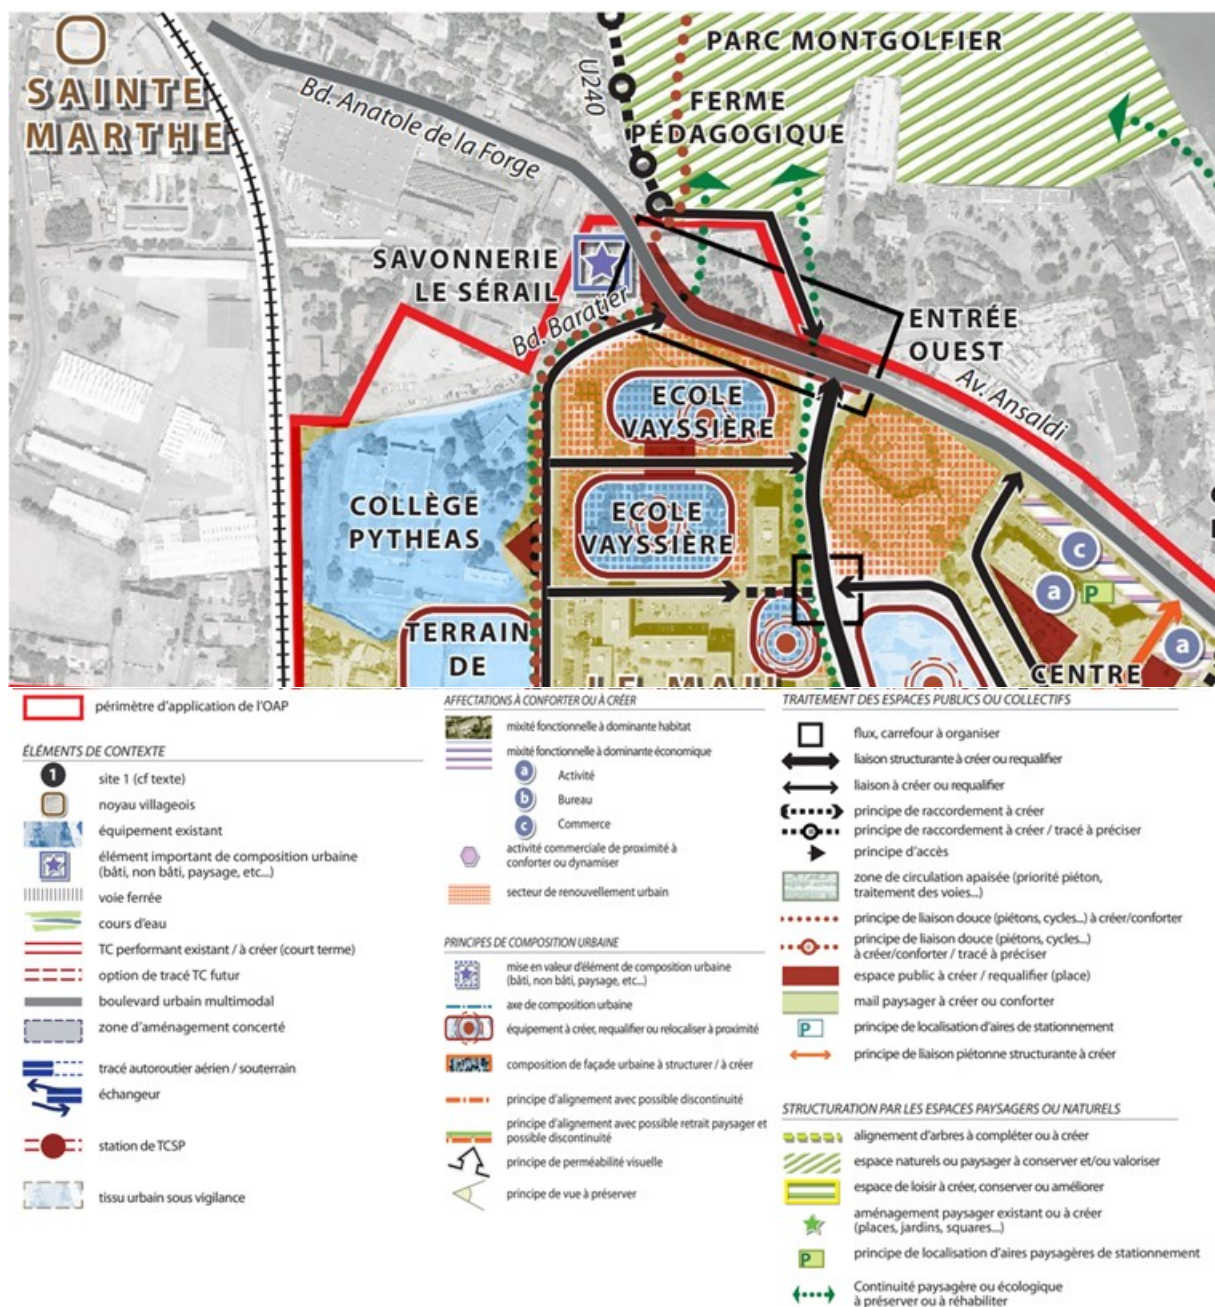 SAINTE
MARTHE
Bd. Anatole de la Forge
U240
PARC MONTGOLFIER
FERME
PÉDAGOGIQUE
SAVONNERIE
LE SÉRAIL
Bd. Baratier
ENTRÉE
OUEST
Av. Ansaldi
ECOLE
VAYSSIÈRE
COLLÈGE
PYTHEAS
ECOLE
VAYSSIÈRE
c
a
P
a
TERRAIN
DE
LE MAIL
CENTRE
périmètre d'application de l'OAP
ÉLÉMENTS DE CONTEXTE
1 site 1 (cf texte)
noyau villageois
équipement existant
élément important de composition urbaine
(bâti, non bâti, paysage, etc...)
voie ferrée
cours d'eau
TC performant existant / à créer (court terme)
option de tracé TC futur
boulevard urbain multimodal
zone d'aménagement concerté
tracé autoroutier aérien / souterrain
échangeur
station de TCSP
tissu urbain sous vigilance
AFFECTATIONS À CONFORTER OU À CRÉER
mixité fonctionnelle à dominante habitat
mixité fonctionnelle à dominante économique
a Activité
b Bureau
c Commerce
activité commerciale de proximité à
conforter ou dynamiser
secteur de renouvellement urbain
PRINCIPES DE COMPOSITION URBAINE
mise en valeur d'élément de composition urbaine
(bâti, non bâti, paysage, etc...)
axe de composition urbaine
équipement à créer, requalifier ou relocaliser à proximité
composition de façade urbaine à structurer / à créer
principe d'alignement avec possible discontinuité
principe d'alignement avec possible retrait paysager et
possible discontinuité
principe de perméabilité visuelle
principe de vue à préserver
TRAITEMENT DES ESPACES PUBLICS OU COLLECTIFS
flux, carrefour à organiser
liaison structurante à créer ou requalifier
liaison à créer ou requalifier
principe de raccordement à créer
principe de raccordement à créer / tracé à préciser
principe d'accès
zone de circulation apaisée (priorité piéton,
traitement des voies...)
principe de liaison douce (piétons, cycles...) à créer/conforter
principe de liaison douce (piétons, cycles...)
à créer/conforter / tracé à préciser
espace public à créer / requalifier (place)
mail paysager à créer ou conforter
P principe de localisation d'aires de stationnement
principe de liaison piétonne structurante à créer
STRUCTURATION PAR LES ESPACES PAYSAGERS OU NATURELS
alignement d'arbres à compléter ou à créer
espace naturels ou paysager à conserver et/ou valoriser
espace de loisir à créer, conserver ou améliorer
aménagement paysager existant ou à créer
(places, jardins, squares...)
P principe de localisation d'aires paysagères de stationnement
Continuité paysagère ou écologique
à préserver ou à réhabiliter